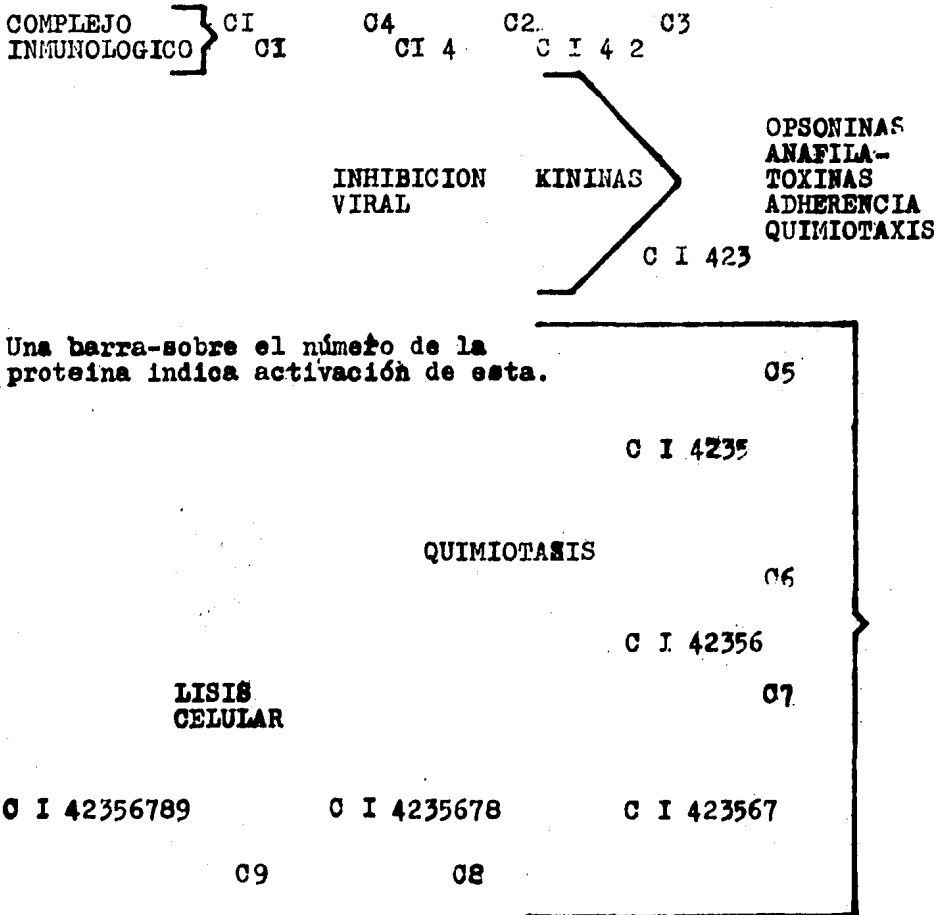 COMPLEJO CI C4 C2 C3
INMUNOLOGICO CI CI 4 C I 4 2
OPSONINAS
ANAFILA-
INHIBICION KININAS TOXINAS
VIRAL ADHERENCIA
QUIMIOTAXIS
C I 423
Una barra-sobre el número de la
proteina indica activación de esta. C5
C I 4235
QUIMIOTAXIS
C6
C I 42356
LISIS C7
CELULAR
C I 42356789 C I 4235678 C I 423567
C9 C8